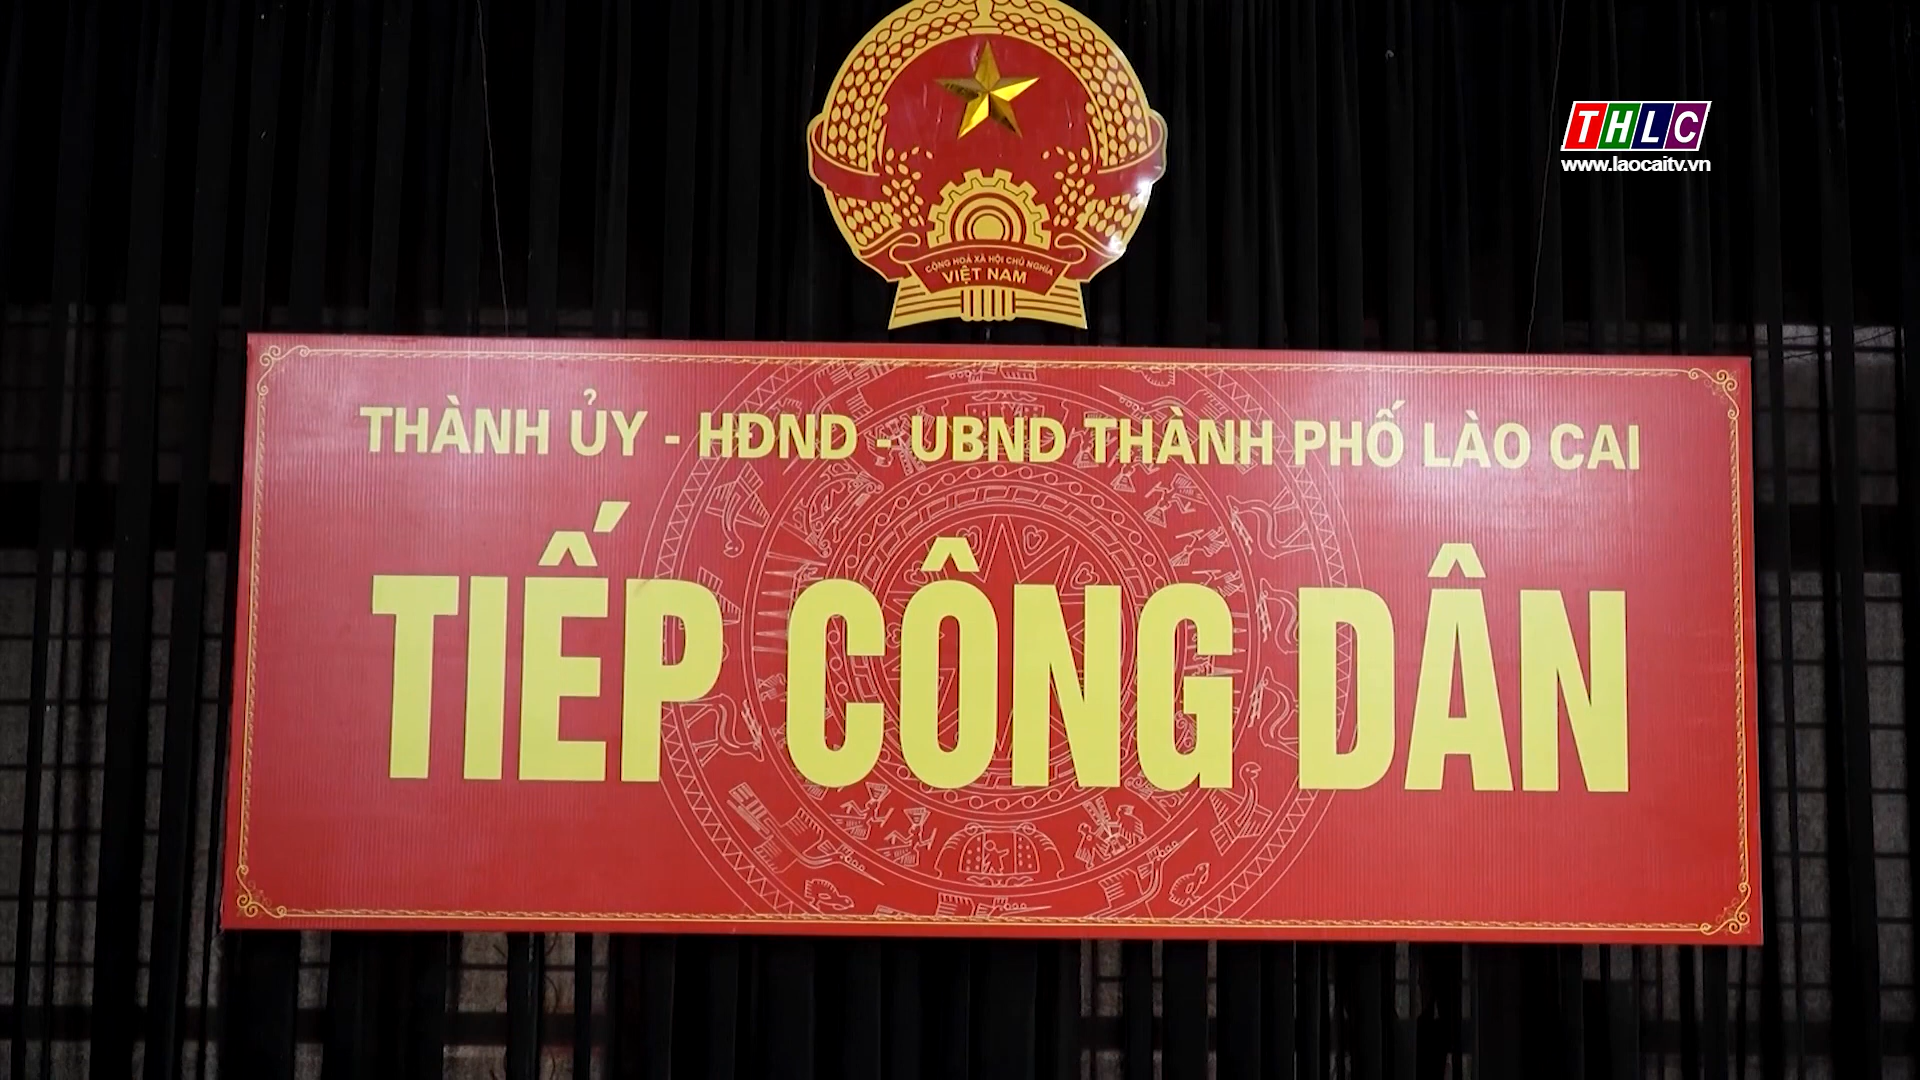 THLC
www.laocaitv.vn
CỘNG HOÀ XÃ HỘI CHỦ NGHĨA
VIỆT NAM
THÀNH ỦY - HĐND - UBND THÀNH PHỐ LÀO CAI
TIẾP CÔNG DÂN